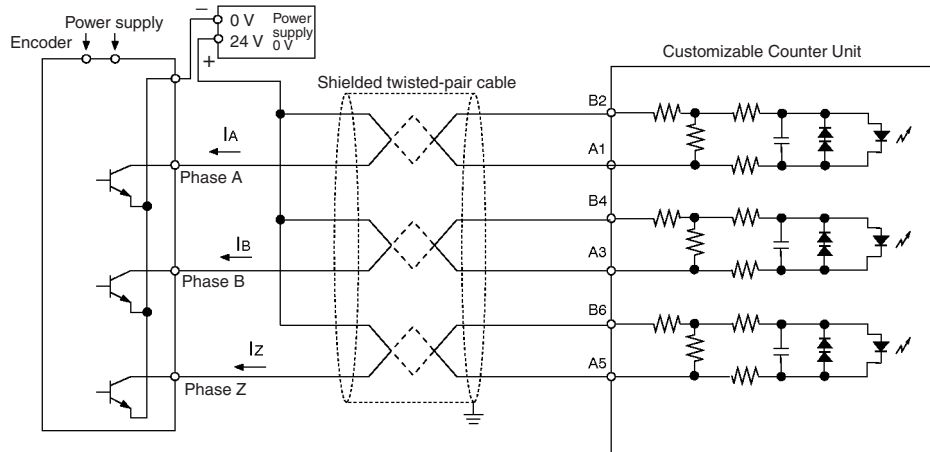 Power supply
Encoder
–
0 V
24 V
Power
supply
0 V
+
Customizable Counter Unit
Shielded twisted-pair cable
B2
IA
A1
Phase A
B4
IB
A3
Phase B
B6
IZ
A5
Phase Z